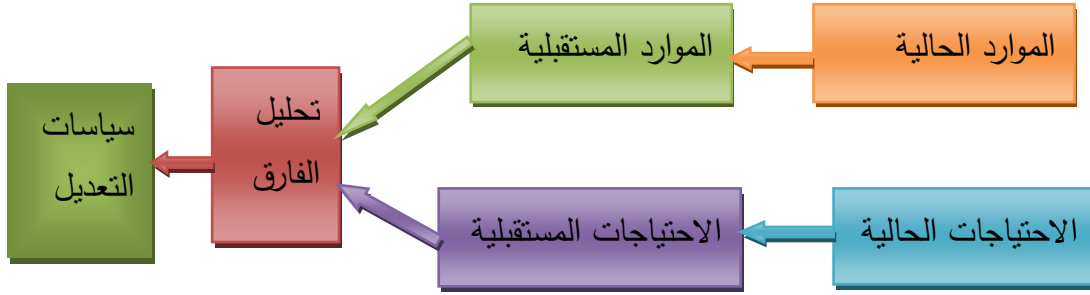 الموارد الحالية
الموارد المستقبلية
الاحتياجات الحالية
الاحتياجات المستقبلية
تحليل
الفارق
سياسات
التعديل